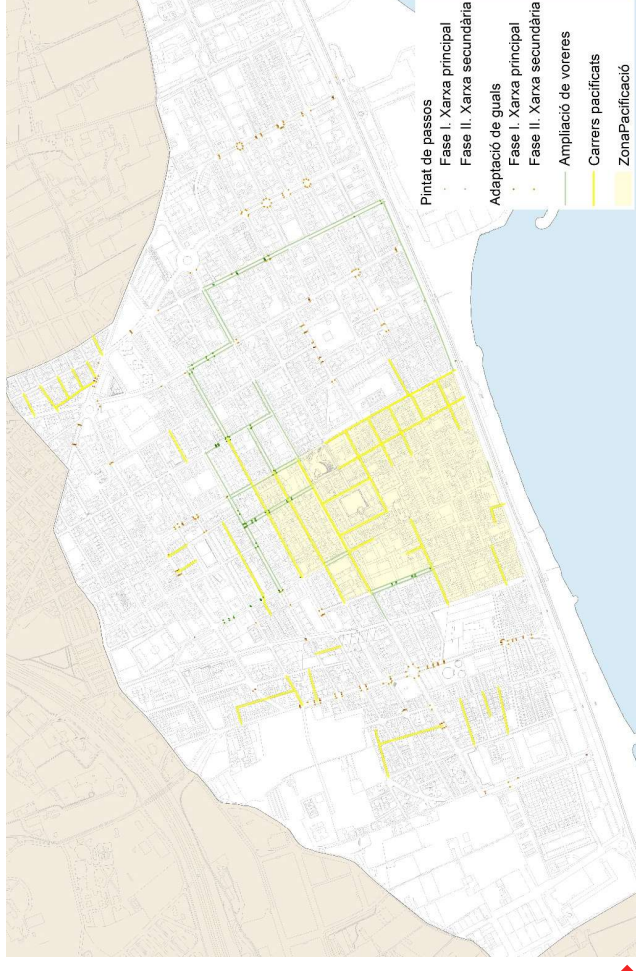 Pintat de passos
Fase I. Xarxa principal
Fase II. Xarxa secundària
Adaptació de guals
Fase I. Xarxa principal
Fase II. Xarxa secundària
Ampliació de voreres
Carrers pacificats
ZonaPacificació